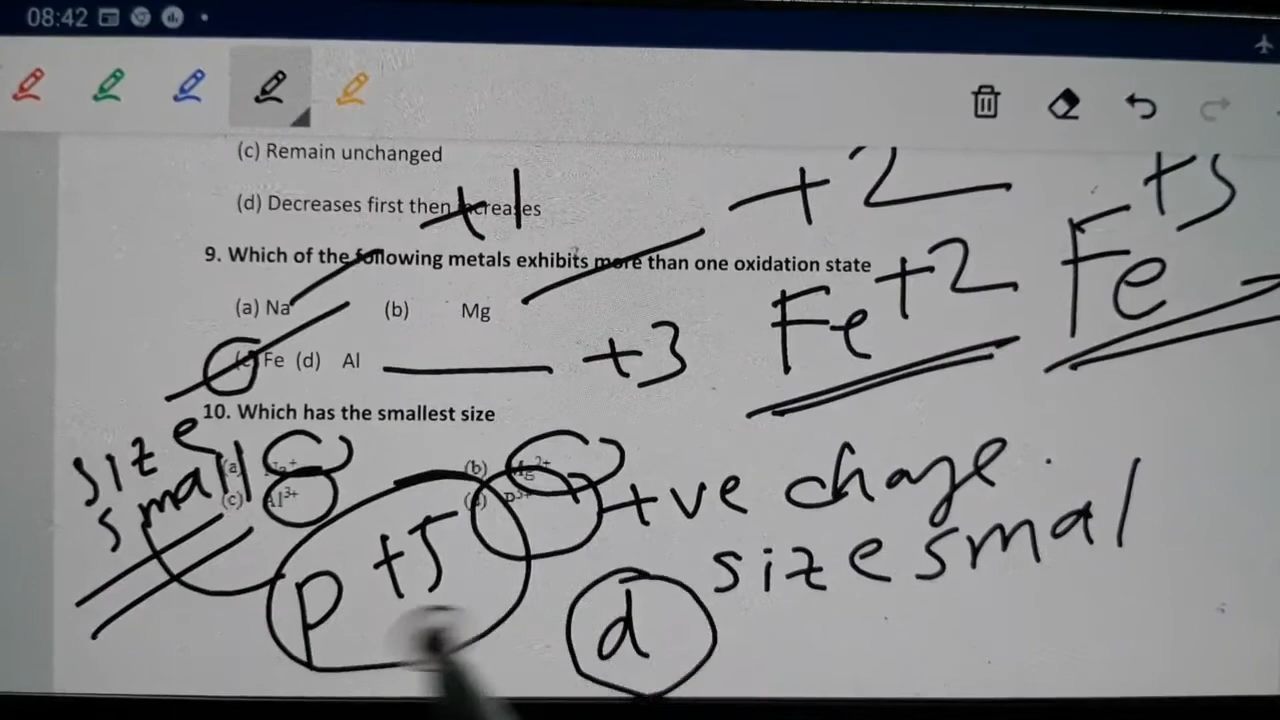 08:42
(c) Remain unchanged
(d) Decreases first then increases
+1
+2
+3
9. Which of the following metals exhibits more than one oxidation state
(a) Na (b) Mg
Fe+2 Fe
(c) Fe (d) Al
+3
10. Which has the smallest size
size
small
(a) (b) Mg2+
(c) Al3+ (d) P5+
+ve charge
size small
P+5
d